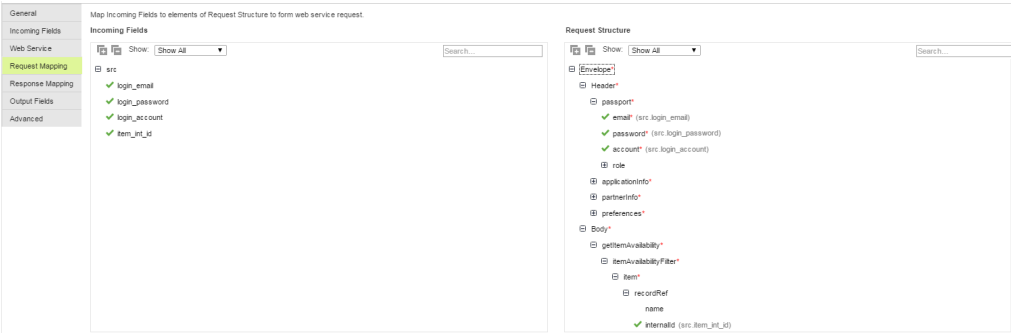 General
Incoming Fields
Web Service
Request Mapping
Response Mapping
Output Fields
Advanced
Map Incoming Fields to elements of Request Structure to form web service request.
Incoming Fields
Show: Show All
Search...
src
login_email
login_password
login_account
item_int_id
Request Structure
Show: Show All
Search...
Envelope*
Header*
passport*
email* (src.login_email)
password* (src.login_password)
account* (src.login_account)
role
applicationInfo*
partnerInfo*
preferences*
Body*
getItemAvailability*
itemAvailabilityFilter*
item*
recordRef
name
internalId (src.item_int_id)